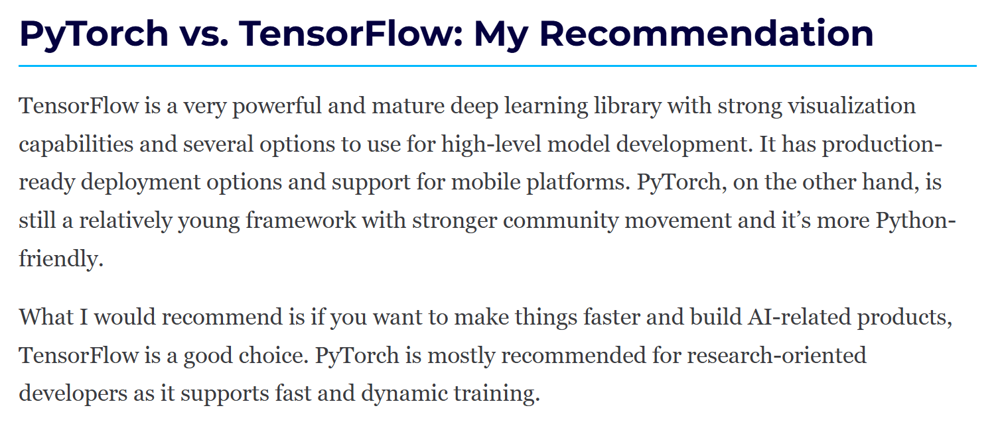 PyTorch vs. TensorFlow: My Recommendation
TensorFlow is a very powerful and mature deep learning library with strong visualization
capabilities and several options to use for high-level model development. It has production-
ready deployment options and support for mobile platforms. PyTorch, on the other hand, is
still a relatively young framework with stronger community movement and it’s more Python-
friendly.
What I would recommend is if you want to make things faster and build AI-related products,
TensorFlow is a good choice. PyTorch is mostly recommended for research-oriented
developers as it supports fast and dynamic training.